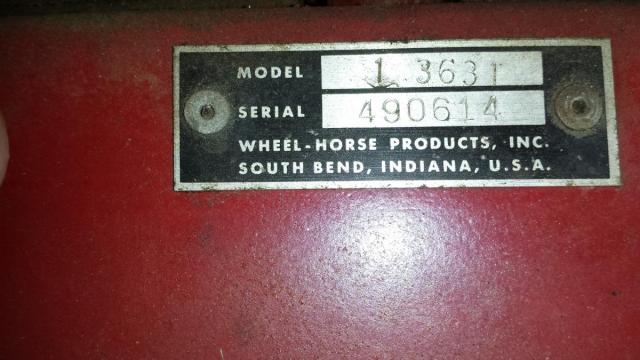 MODEL 1 3631
SERIAL 490614
WHEEL-HORSE PRODUCTS, INC.
SOUTH BEND, INDIANA, U.S.A.